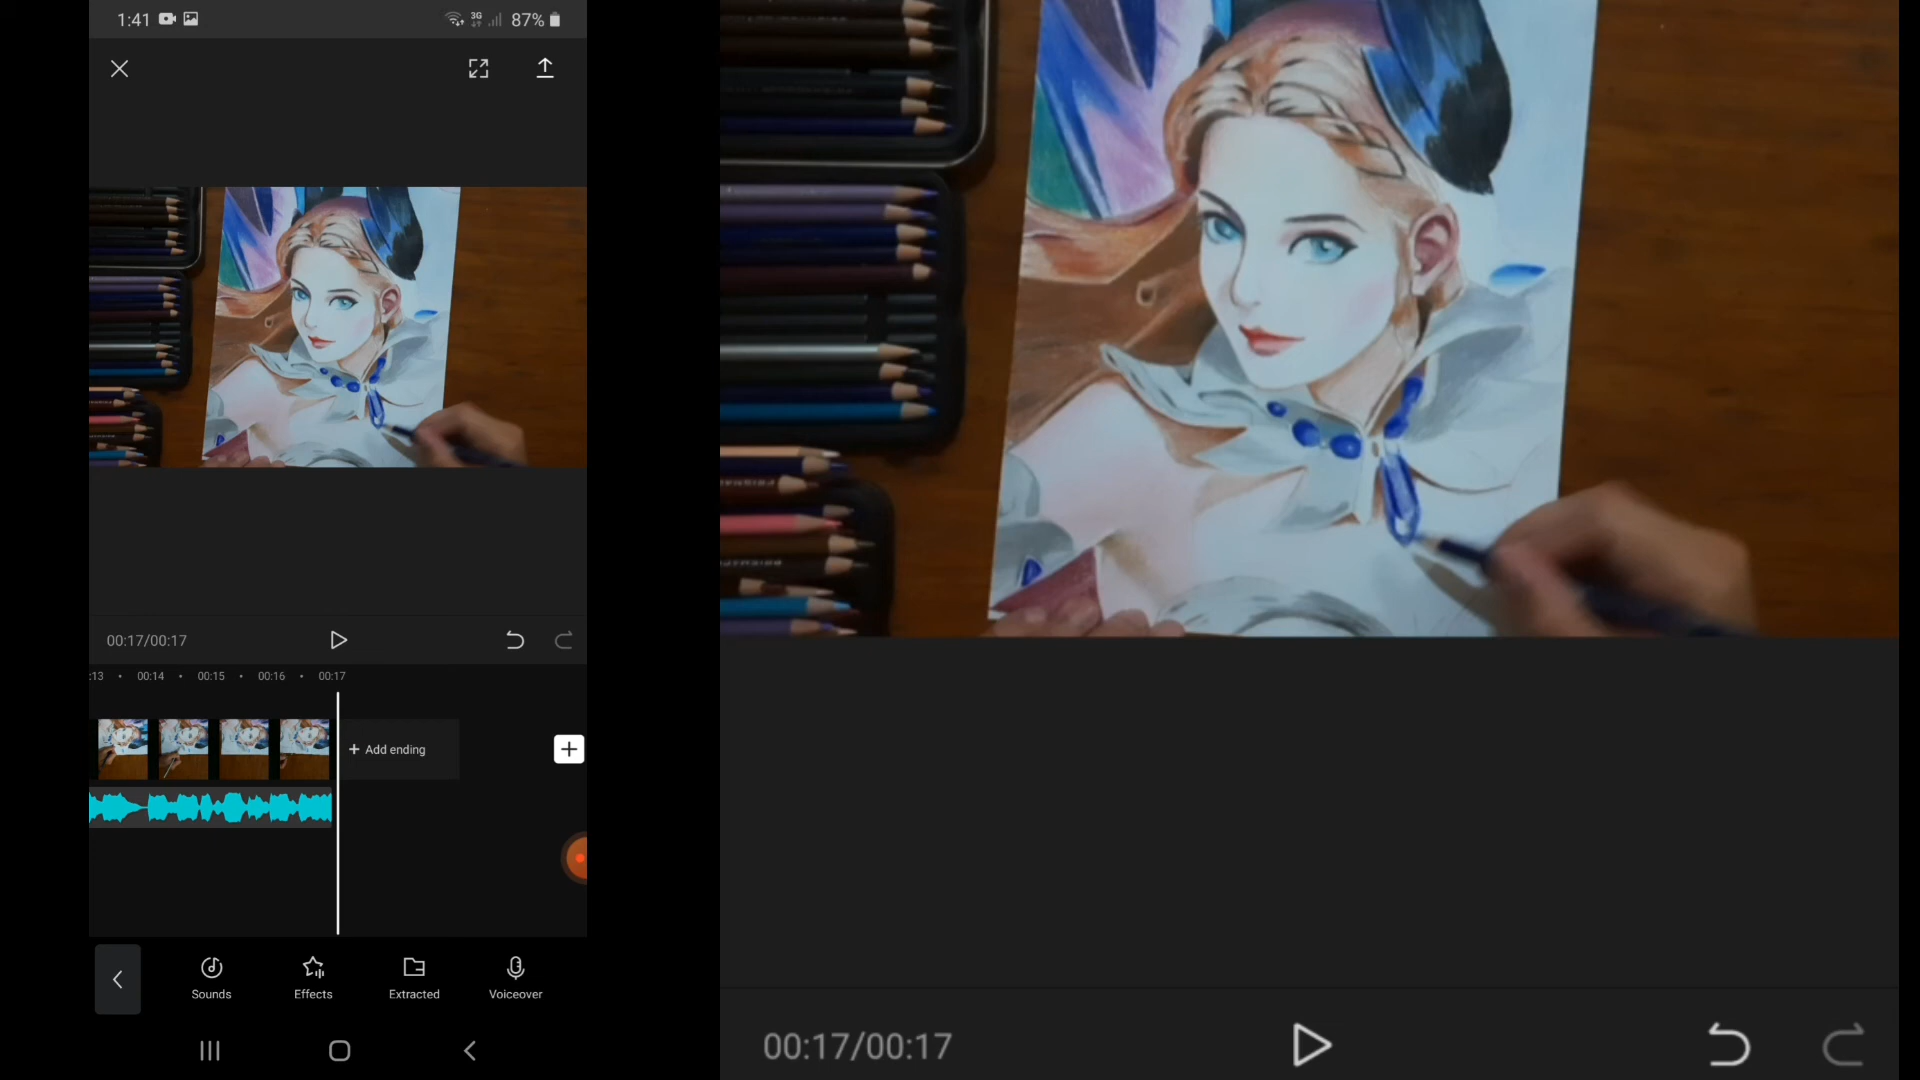 1:41
3G
87%
00:17/00:17
:13 00:14 00:15 00:16 00:17
+ Add ending
Sounds
Effects
Extracted
Voiceover
00:17/00:17